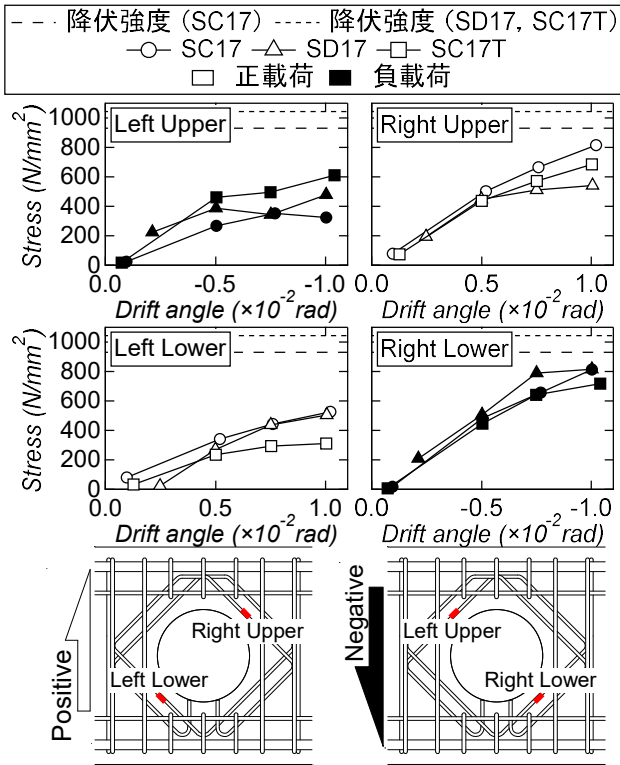 降伏強度 (SC17) 降伏強度 (SD17, SC17T)
SC17 SD17 SC17T
正載荷 負載荷
Stress (N/mm²)
1000
800
600
400
200
0
Left Upper
0.0 -0.5 -1.0
Drift angle (×10⁻² rad)
Right Upper
0.0 0.5 1.0
Drift angle (×10⁻² rad)
Stress (N/mm²)
1000
800
600
400
200
0
Left Lower
0.0 0.5 1.0
Drift angle (×10⁻² rad)
Right Lower
0.0 -0.5 -1.0
Drift angle (×10⁻² rad)
Positive
Right Upper
Left Lower
Negative
Left Upper
Right Lower